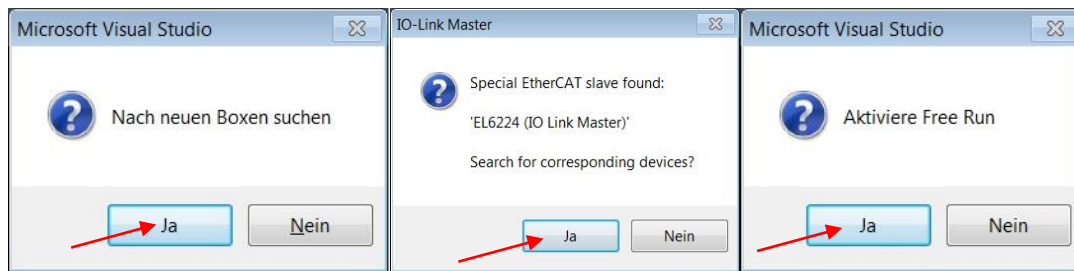 Microsoft Visual Studio
Nach neuen Boxen suchen
Ja
Nein
IO-Link Master
Special EtherCAT slave found:
'EL6224 (IO Link Master)'
Search for corresponding devices?
Ja
Nein
Microsoft Visual Studio
Aktiviere Free Run
Ja
Nein